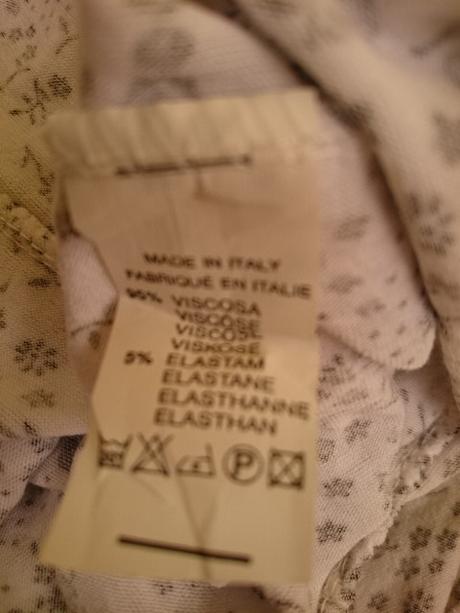 MADE IN ITALY
FABRIQUE EN ITALIE
95% VISCOSA
VISCOSE
VISCOSE
VISKOSE
5% ELASTAM
ELASTANE
ELASTHANNE
ELASTHAN
P